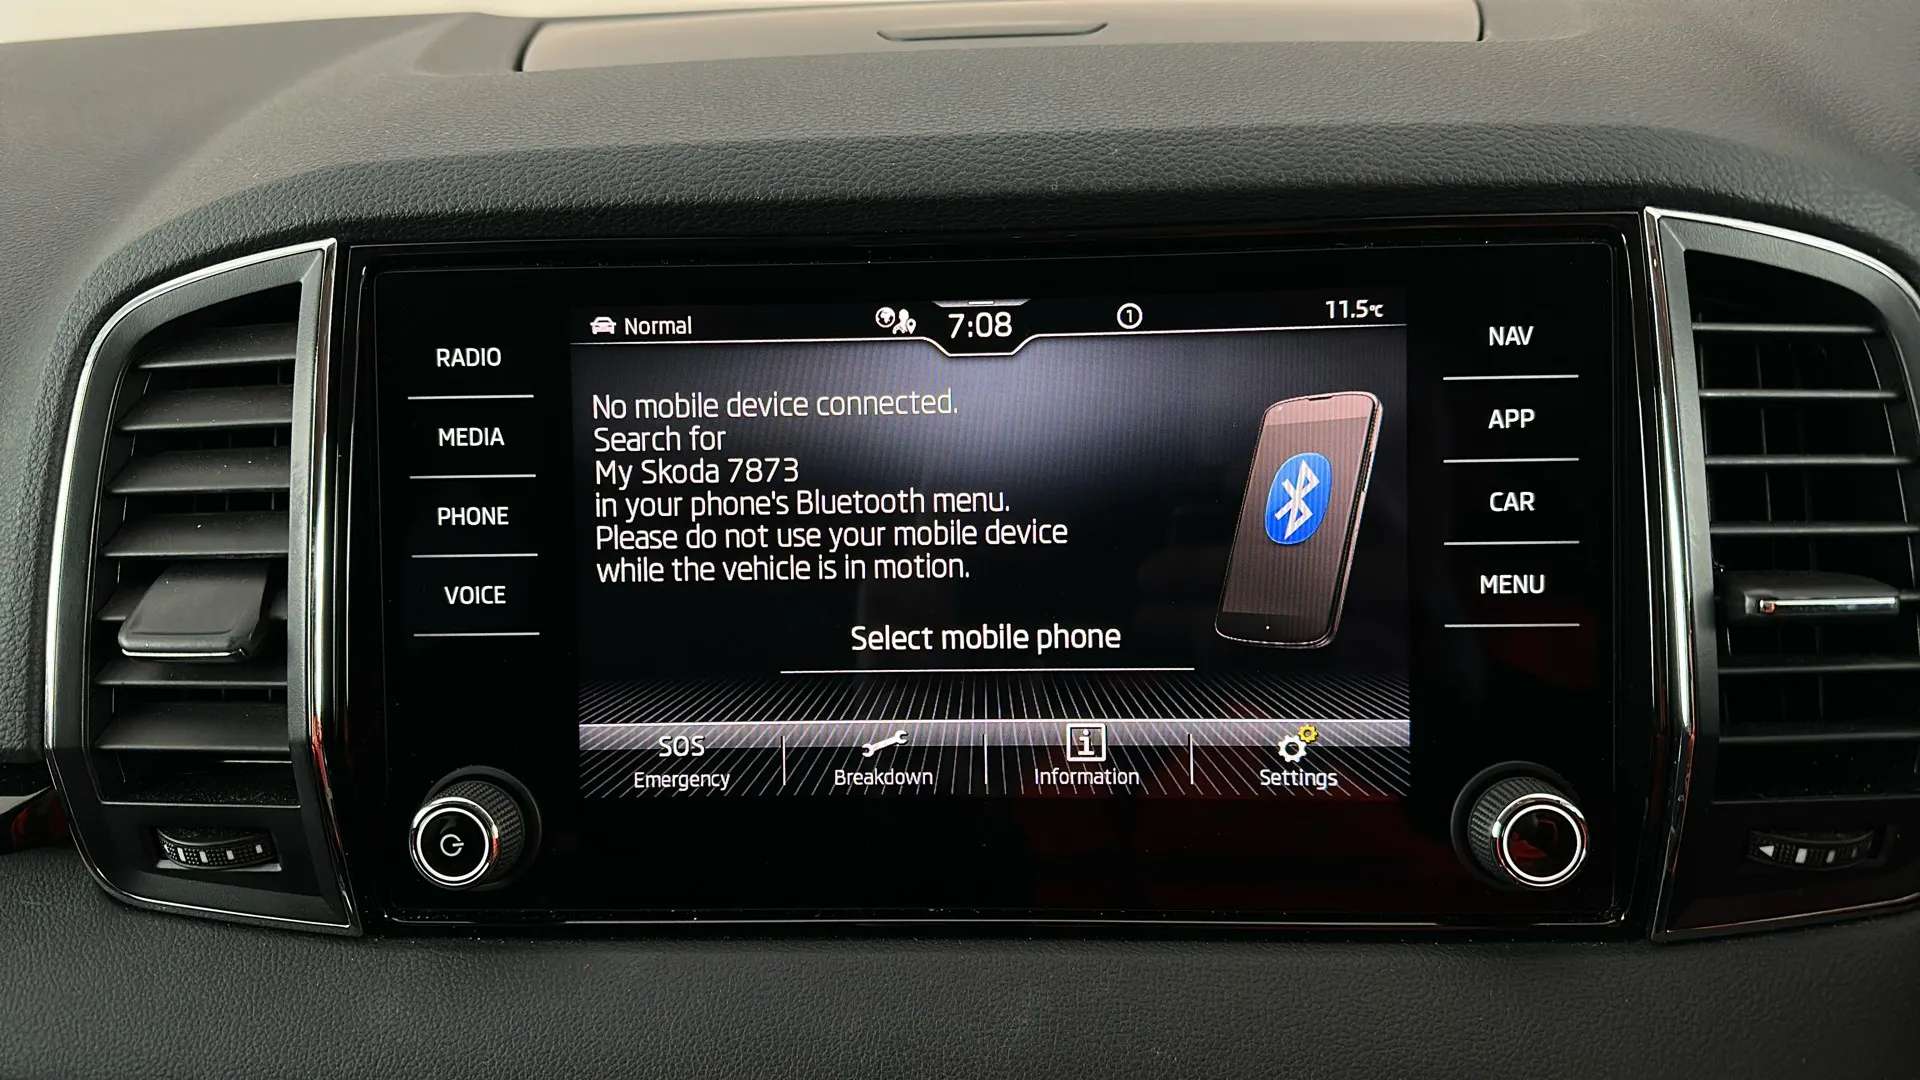 Normal
7:08
1
11.5°C
RADIO
MEDIA
PHONE
VOICE
No mobile device connected.
Search for
My Skoda 7873
in your phone's Bluetooth menu.
Please do not use your mobile device
while the vehicle is in motion.
Select mobile phone
SOS
Emergency
Breakdown
i
Information
Settings
NAV
APP
CAR
MENU